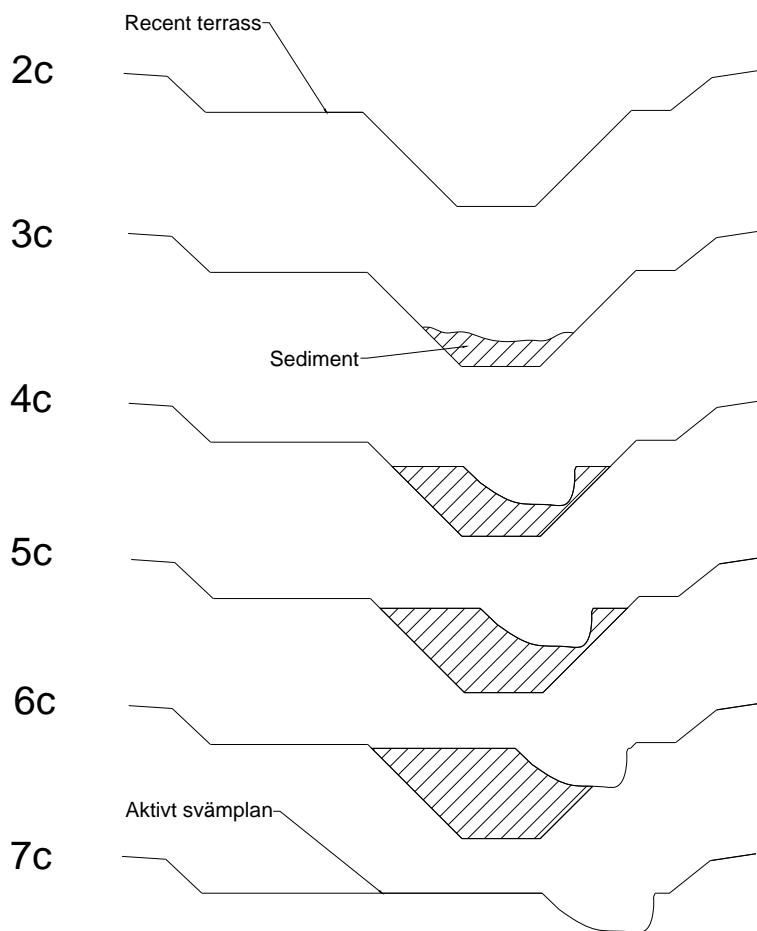 Recent terrass
2c
3c
Sediment
4c
5c
6c
Aktivt svämplan
7c